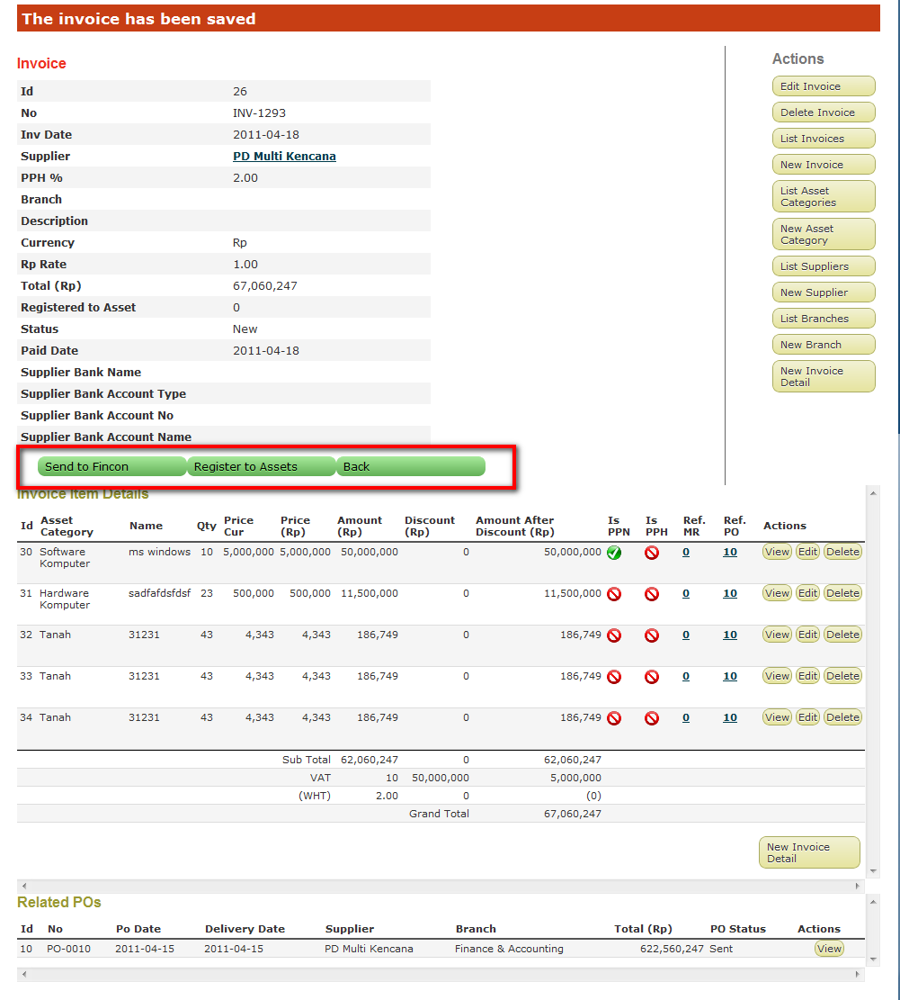 The invoice has been saved
Invoice
Id 26
No INV-1293
Inv Date 2011-04-18
Supplier PD Multi Kencana
PPH % 2.00
Branch
Description
Currency Rp
Rp Rate 1.00
Total (Rp) 67,060,247
Registered to Asset 0
Status New
Paid Date 2011-04-18
Supplier Bank Name
Supplier Bank Account Type
Supplier Bank Account No
Supplier Bank Account Name
Actions
Edit Invoice
Delete Invoice
List Invoices
New Invoice
List Asset
Categories
New Asset
Category
List Suppliers
New Supplier
List Branches
New Branch
New Invoice
Detail
Send to Fincon Register to Assets Back
Invoice Item Details
Id Asset Category Name Qty Price Cur Price (Rp) Amount (Rp) Discount (Rp) Amount After Discount (Rp) Is PPN Is PPH Ref. MR Ref. PO Actions
30 Software Komputer ms windows 10 5,000,000 5,000,000 50,000,000 0 50,000,000 0 10 View Edit Delete
31 Hardware Komputer sadfafdsfdsf 23 500,000 500,000 11,500,000 0 11,500,000 0 10 View Edit Delete
32 Tanah 31231 43 4,343 4,343 186,749 0 186,749 0 10 View Edit Delete
33 Tanah 31231 43 4,343 4,343 186,749 0 186,749 0 10 View Edit Delete
34 Tanah 31231 43 4,343 4,343 186,749 0 186,749 0 10 View Edit Delete
Sub Total 62,060,247 0 62,060,247
VAT 10 50,000,000 5,000,000
(WHT) 2.00 0 (0)
Grand Total 67,060,247
New Invoice
Detail
Related POs
Id No Po Date Delivery Date Supplier Branch Total (Rp) PO Status Actions
10 PO-0010 2011-04-15 2011-04-15 PD Multi Kencana Finance & Accounting 622,560,247 Sent View